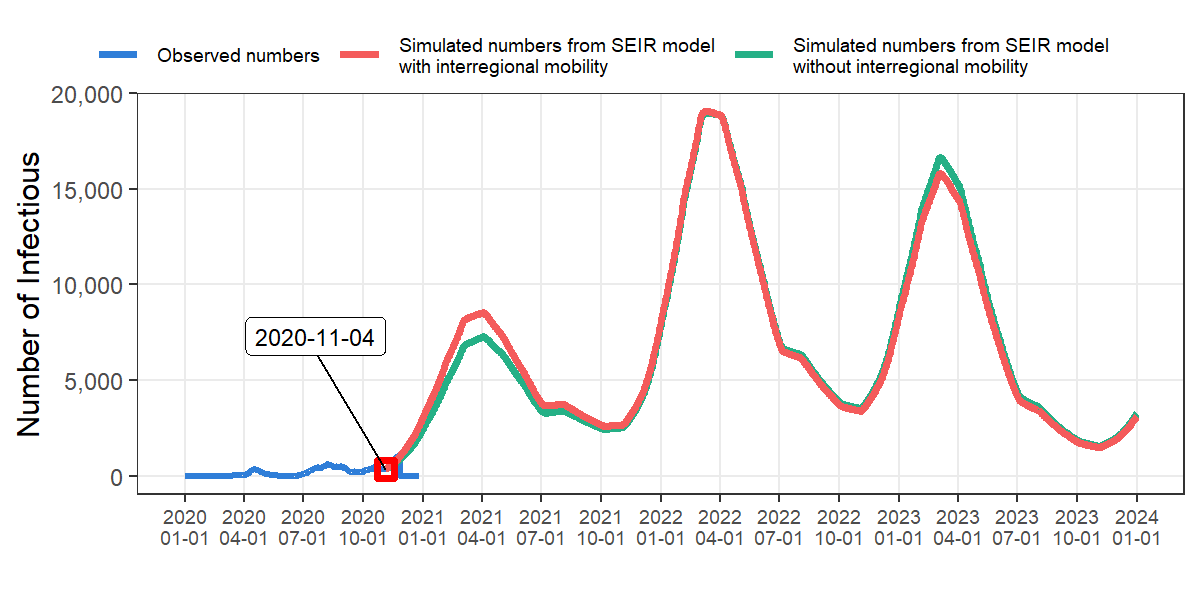 Observed numbers
Simulated numbers from SEIR model
with interregional mobility
Simulated numbers from SEIR model
without interregional mobility
Number of Infectious
20,000
15,000
10,000
5,000
0
2020-11-04
2020 2020 2020 2020 2021 2021 2021 2021 2022 2022 2022 2022 2023 2023 2023 2023 2024
01-01 04-01 07-01 10-01 01-01 04-01 07-01 10-01 01-01 04-01 07-01 10-01 01-01 04-01 07-01 10-01 01-01